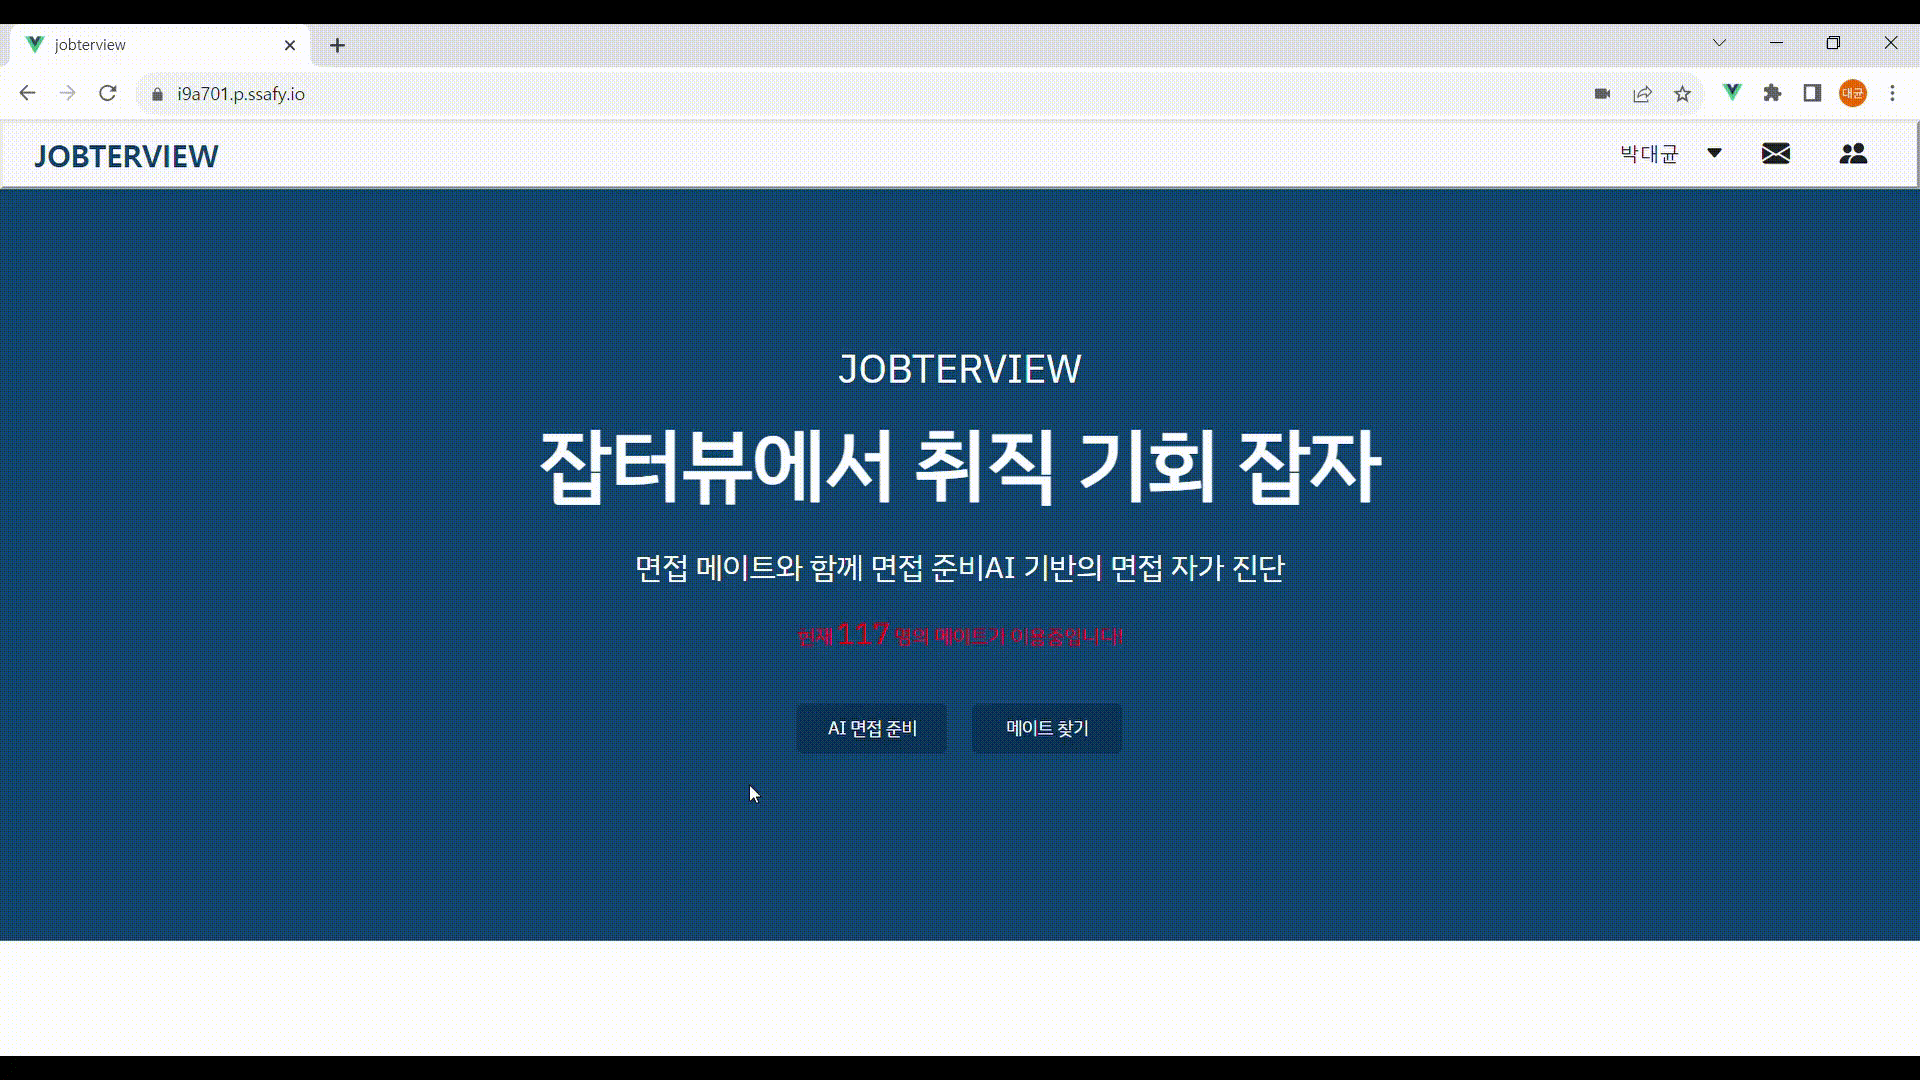 jobterview
i9a701.p.ssafy.io
대균
JOBTERVIEW
박대균
JOBTERVIEW
잡터뷰에서 취직 기회 잡자
면접 메이트와 함께 면접 준비AI 기반의 면접 자가 진단
현재 117 명의 메이트가 이용중입니다!
AI 면접 준비
메이트 찾기